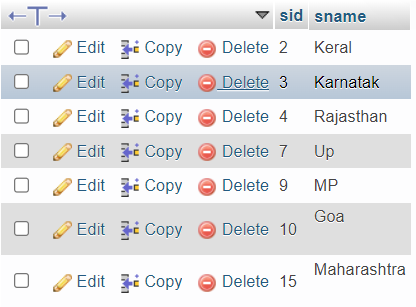 sid sname
Edit Copy Delete 2 Keral
Edit Copy Delete 3 Karnatak
Edit Copy Delete 4 Rajasthan
Edit Copy Delete 7 Up
Edit Copy Delete 9 MP
Edit Copy Delete 10 Goa
Edit Copy Delete 15 Maharashtra